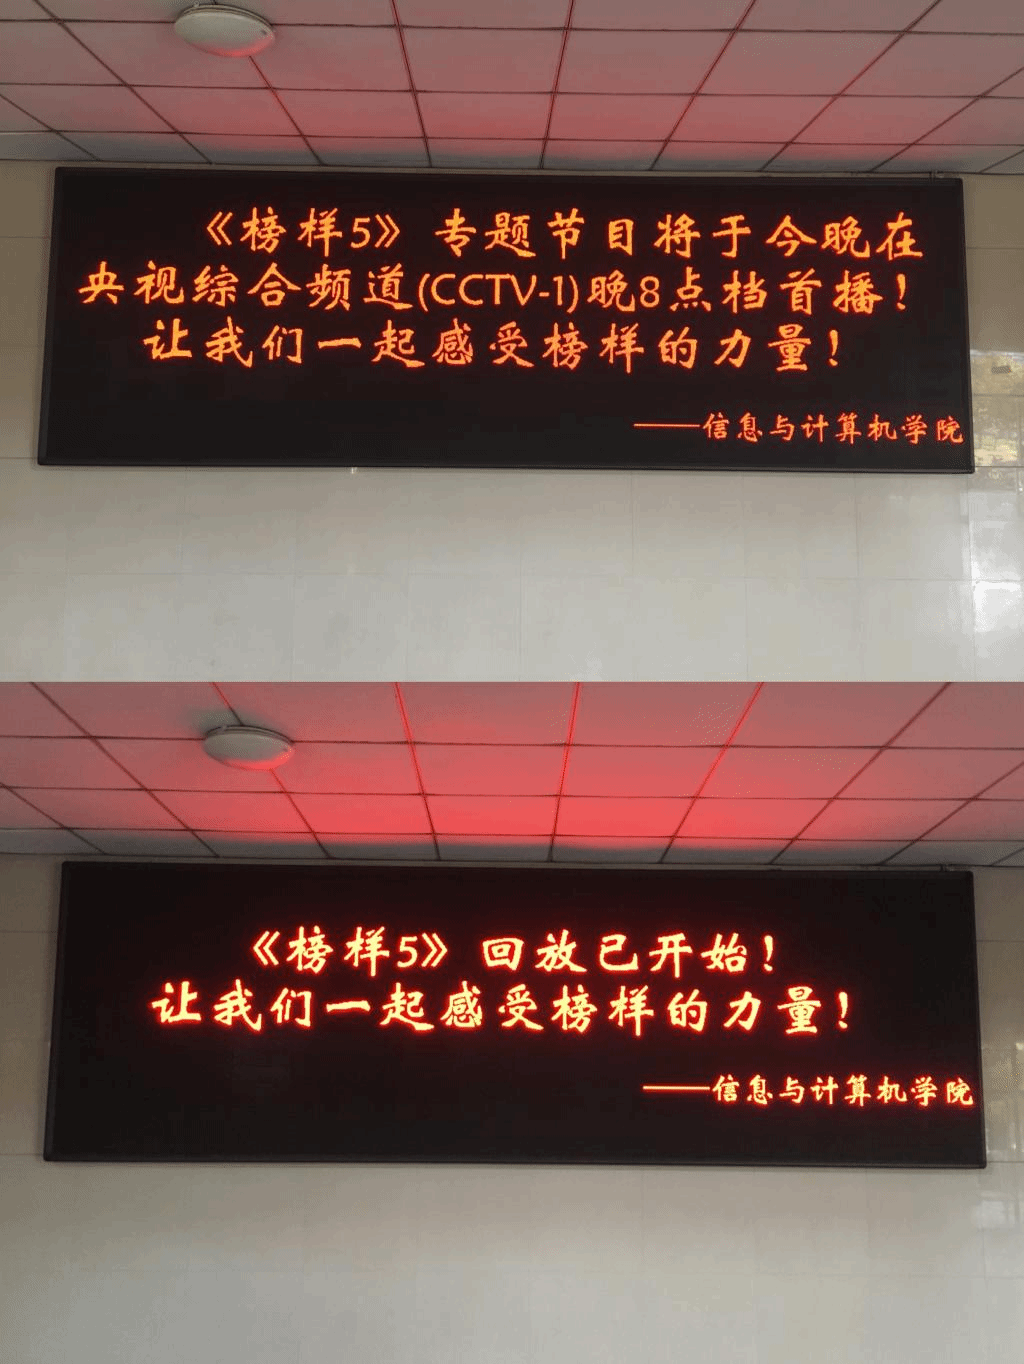 《榜样5》专题节目将于今晚在
央视综合频道(CCTV-1)晚8点档首播！
让我们一起感受榜样的力量！
——信息与计算机学院
《榜样5》回放已开始！
让我们一起感受榜样的力量！
——信息与计算机学院